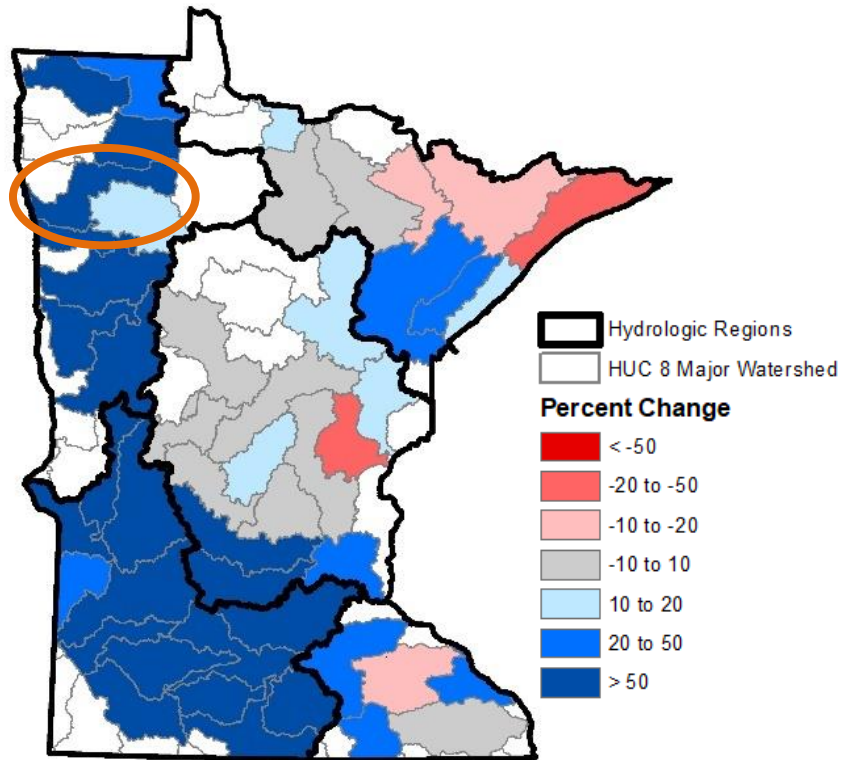 Hydrologic Regions
HUC 8 Major Watershed
Percent Change
< -50
-20 to -50
-10 to -20
-10 to 10
10 to 20
20 to 50
> 50